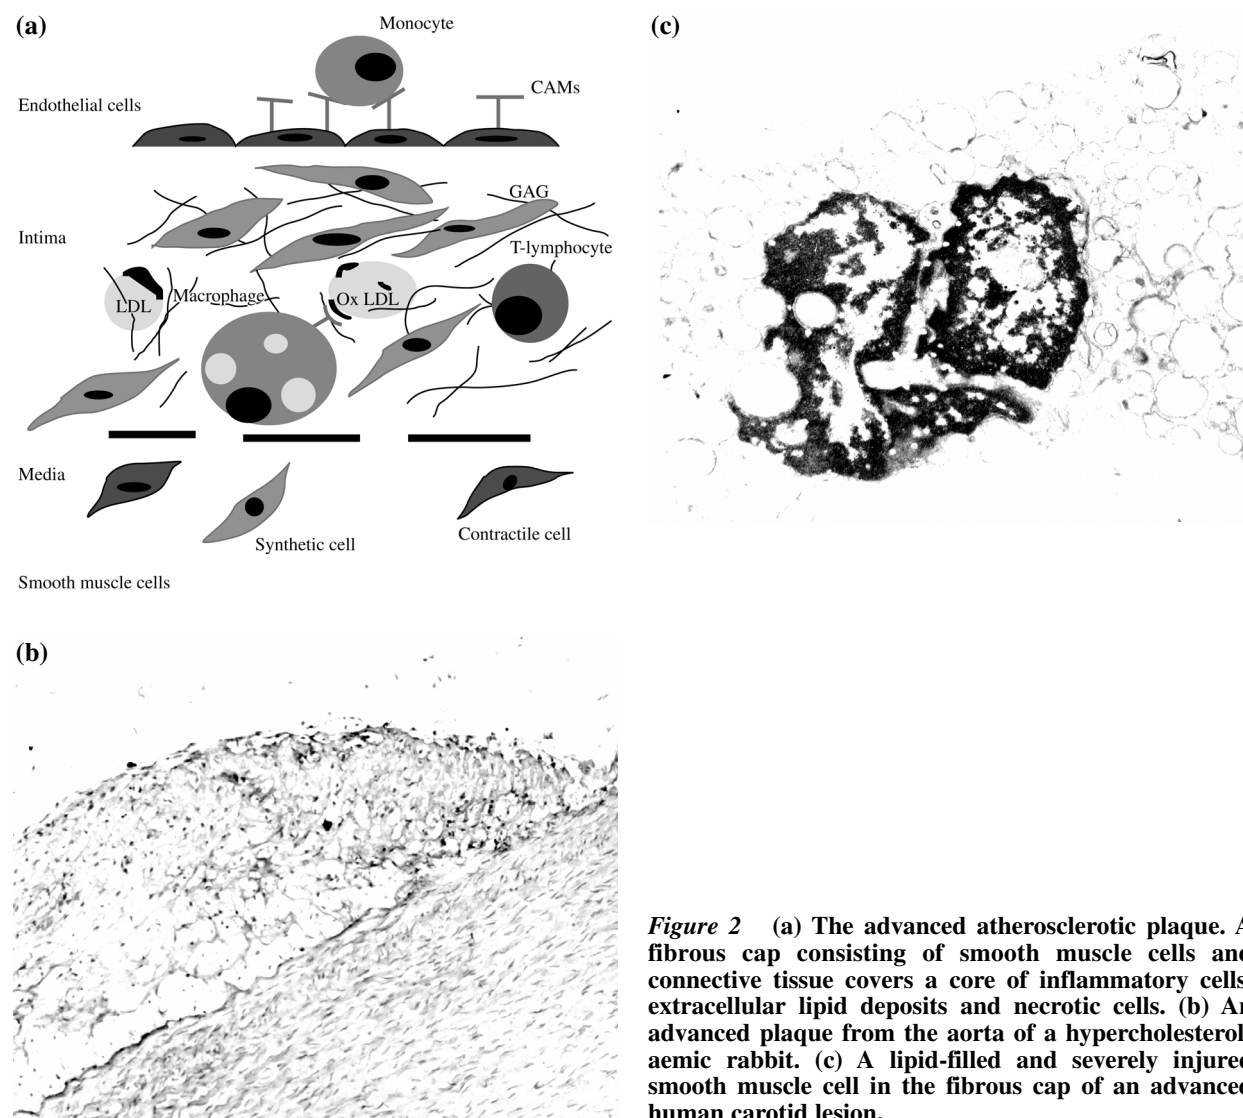 (a)
Monocyte
CAMs
Endothelial cells
GAG
Intima
T-lymphocyte
LDL
Macrophage
Ox LDL
Media
Synthetic cell
Contractile cell
Smooth muscle cells
(c)
(b)
Figure 2 (a) The advanced atherosclerotic plaque. A
fibrous cap consisting of smooth muscle cells and
connective tissue covers a core of inflammatory cells
extracellular lipid deposits and necrotic cells. (b) An
advanced plaque from the aorta of a hypercholesterol
aemic rabbit. (c) A lipid-filled and severely injured
smooth muscle cell in the fibrous cap of an advanced
human carotid lesion.